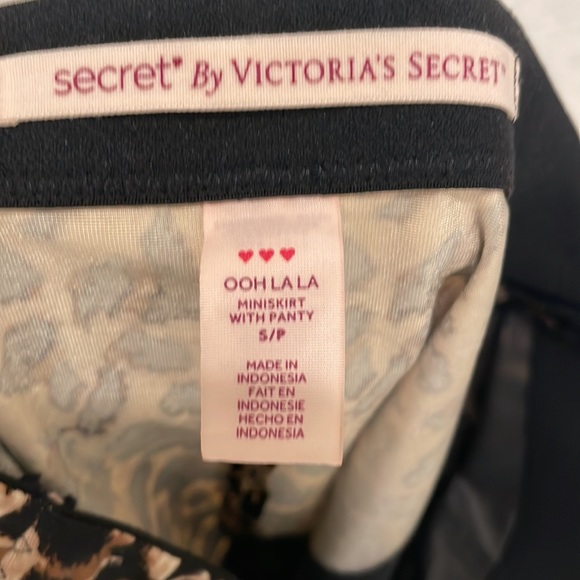 secret♥ By VICTORIA'S SECRET
♥♥♥
OOH LA LA
MINISKIRT
WITH PANTY
S/P
MADE IN
INDONESIA
FAIT EN
INDONESIE
HECHO EN
INDONESIA